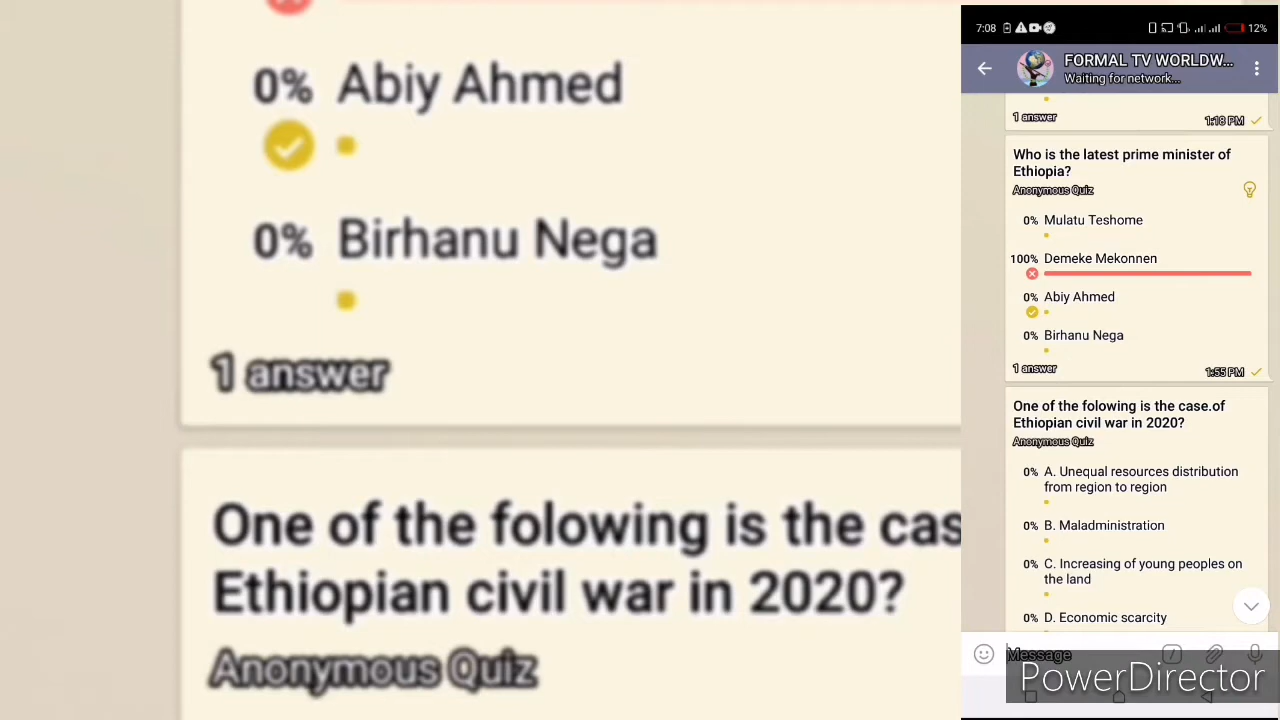 0% Abiy Ahmed
0% Birhanu Nega
1 answer
One of the folowing is the cas
Ethiopian civil war in 2020?
Anonymous Quiz
7:08
12%
FORMAL TV WORLDW...
Waiting for network...
1 answer
1:18 PM
Who is the latest prime minister of
Ethiopia?
Anonymous Quiz
0% Mulatu Teshome
100% Demeke Mekonnen
0% Abiy Ahmed
0% Birhanu Nega
1 answer
1:55 PM
One of the folowing is the case.of
Ethiopian civil war in 2020?
Anonymous Quiz
0% A. Unequal resources distribution
from region to region
0% B. Maladministration
0% C. Increasing of young peoples on
the land
0% D. Economic scarcity
Message
PowerDirector